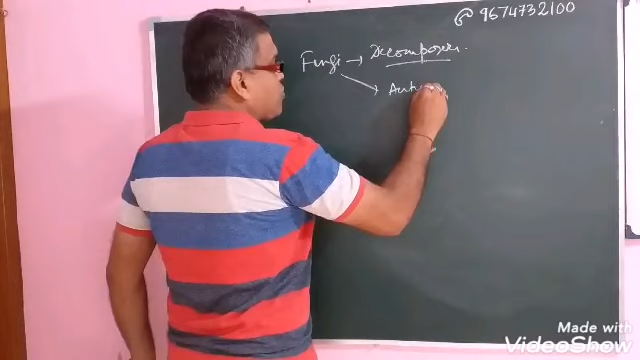 @ 9674732100
Fungi → Decomposer.
→
Made with
VideoShow